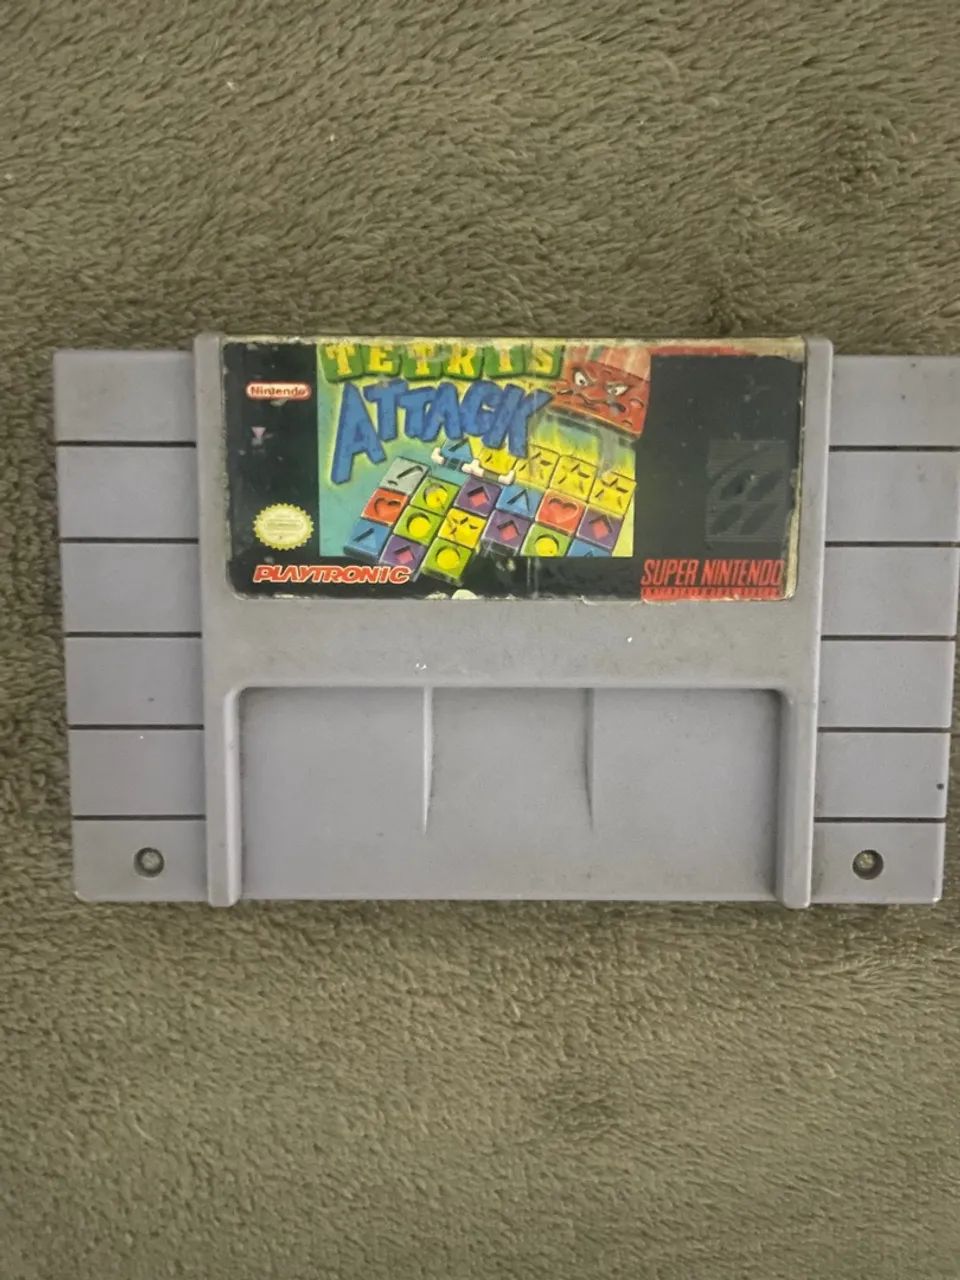 TETRIS
Nintendo
ATTACK
PLAYTRONIC
SUPER NINTENDO